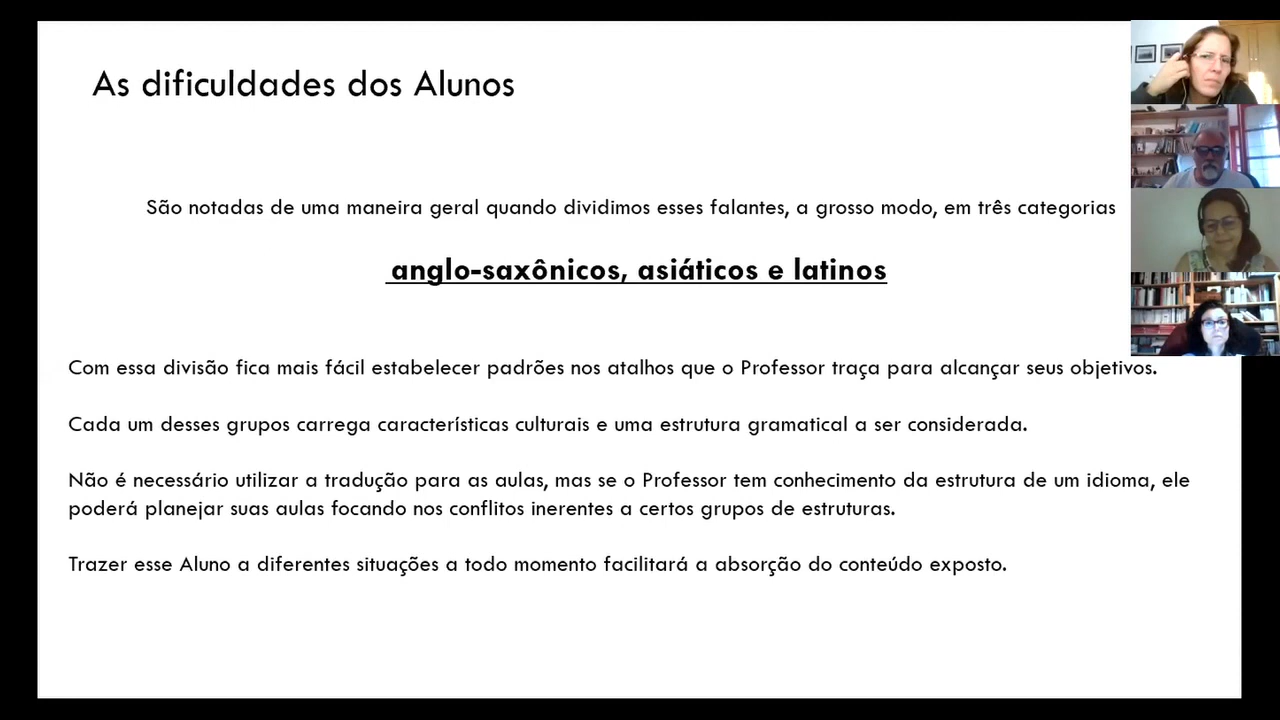 As dificuldades dos Alunos
São notadas de uma maneira geral quando dividimos esses falantes, a grosso modo, em três categorias
anglo-saxônicos, asiáticos e latinos
Com essa divisão fica mais fácil estabelecer padrões nos atalhos que o Professor traça para alcançar seus objetivos.
Cada um desses grupos carrega características culturais e uma estrutura gramatical a ser considerada.
Não é necessário utilizar a tradução para as aulas, mas se o Professor tem conhecimento da estrutura de um idioma, ele
poderá planejar suas aulas focando nos conflitos inerentes a certos grupos de estruturas.
Trazer esse Aluno a diferentes situações a todo momento facilitará a absorção do conteúdo exposto.